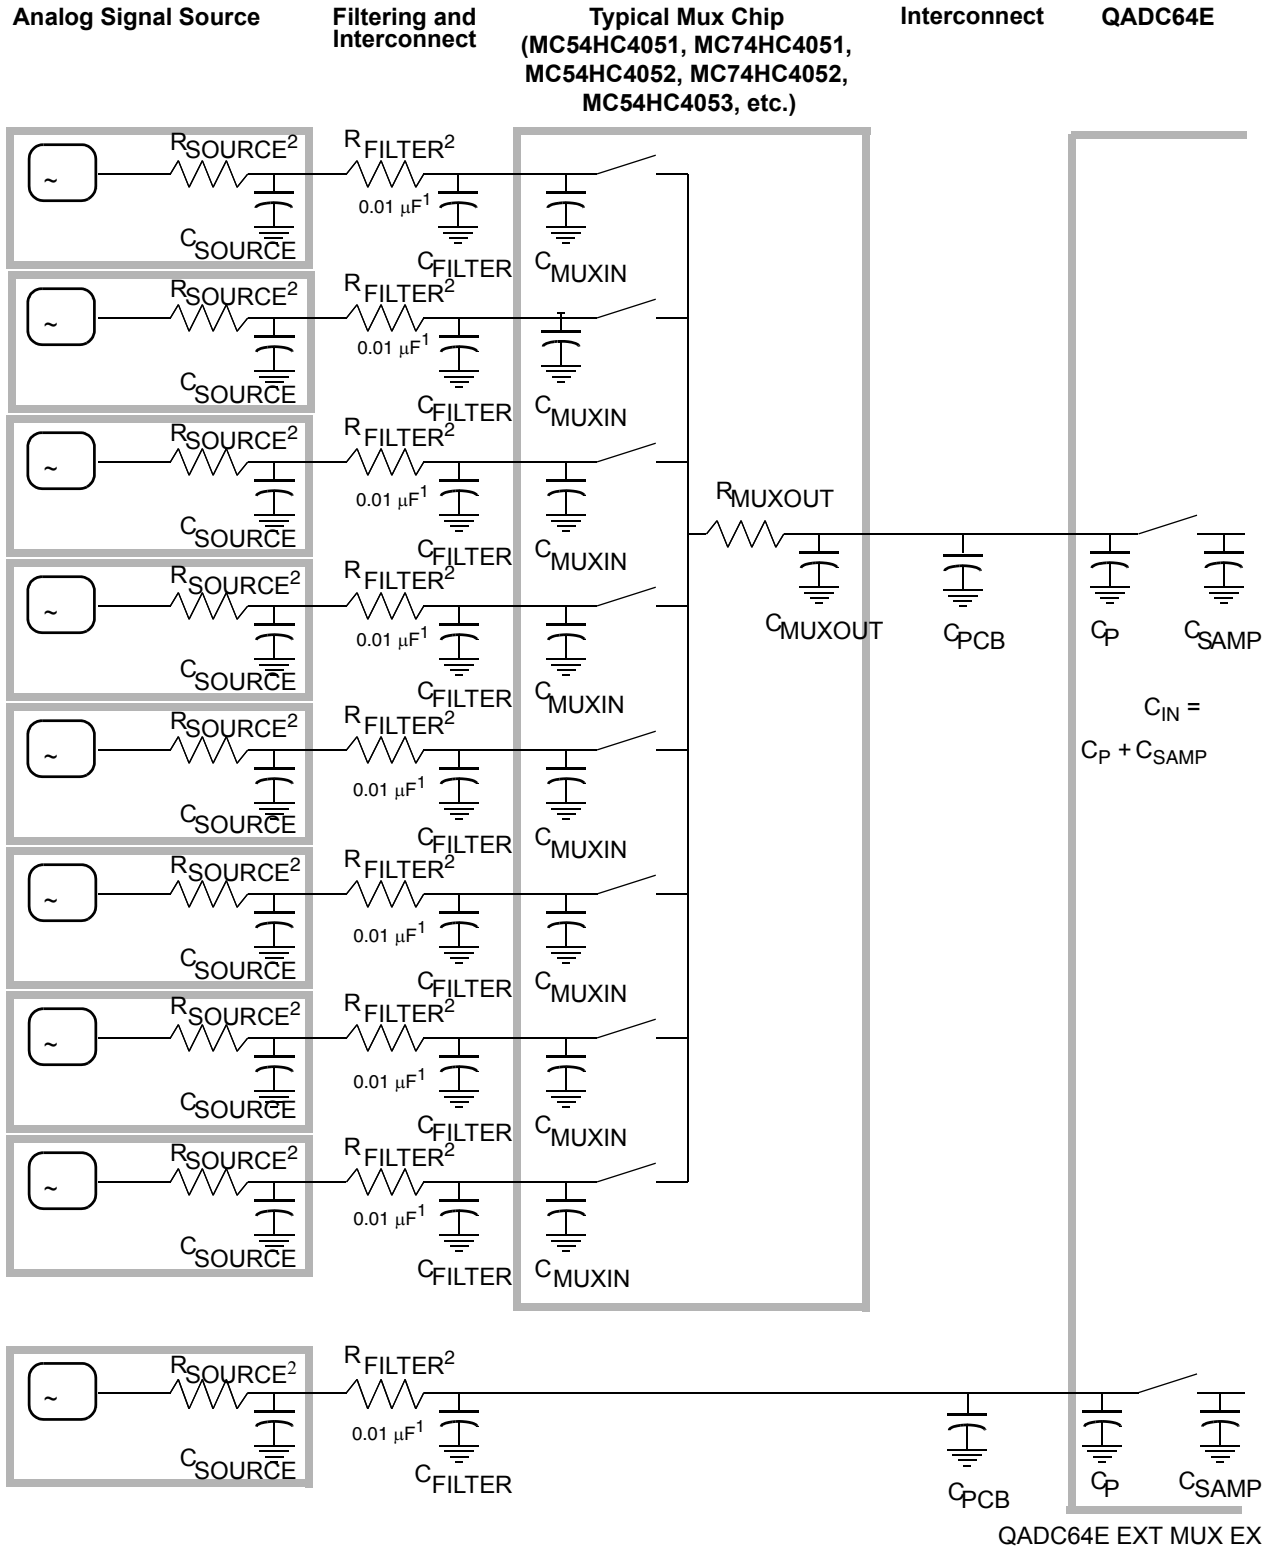 Analog Signal Source
Filtering and
Interconnect
Typical Mux Chip
(MC54HC4051, MC74HC4051,
MC54HC4052, MC74HC4052,
MC54HC4053, etc.)
Interconnect
QADC64E
~
RSOURCE2
CSOURCE
RFILTER2
0.01 μF1
CFILTER
CMUXIN
~
RSOURCE2
CSOURCE
RFILTER2
0.01 μF1
CFILTER
CMUXIN
~
RSOURCE2
CSOURCE
RFILTER2
0.01 μF1
CFILTER
CMUXIN
~
RSOURCE2
CSOURCE
RFILTER2
0.01 μF1
CFILTER
CMUXIN
~
RSOURCE2
CSOURCE
RFILTER2
0.01 μF1
CFILTER
CMUXIN
~
RSOURCE2
CSOURCE
RFILTER2
0.01 μF1
CFILTER
CMUXIN
~
RSOURCE2
CSOURCE
RFILTER2
0.01 μF1
CFILTER
CMUXIN
~
RSOURCE2
CSOURCE
RFILTER2
0.01 μF1
CFILTER
CMUXIN
RMUXOUT
CMUXOUT
CPCB
CP
CSAMP
CIN =
CP + CSAMP
~
RSOURCE2
CSOURCE
RFILTER2
0.01 μF1
CFILTER
CPCB
CP
CSAMP
QADC64E EXT MUX EX